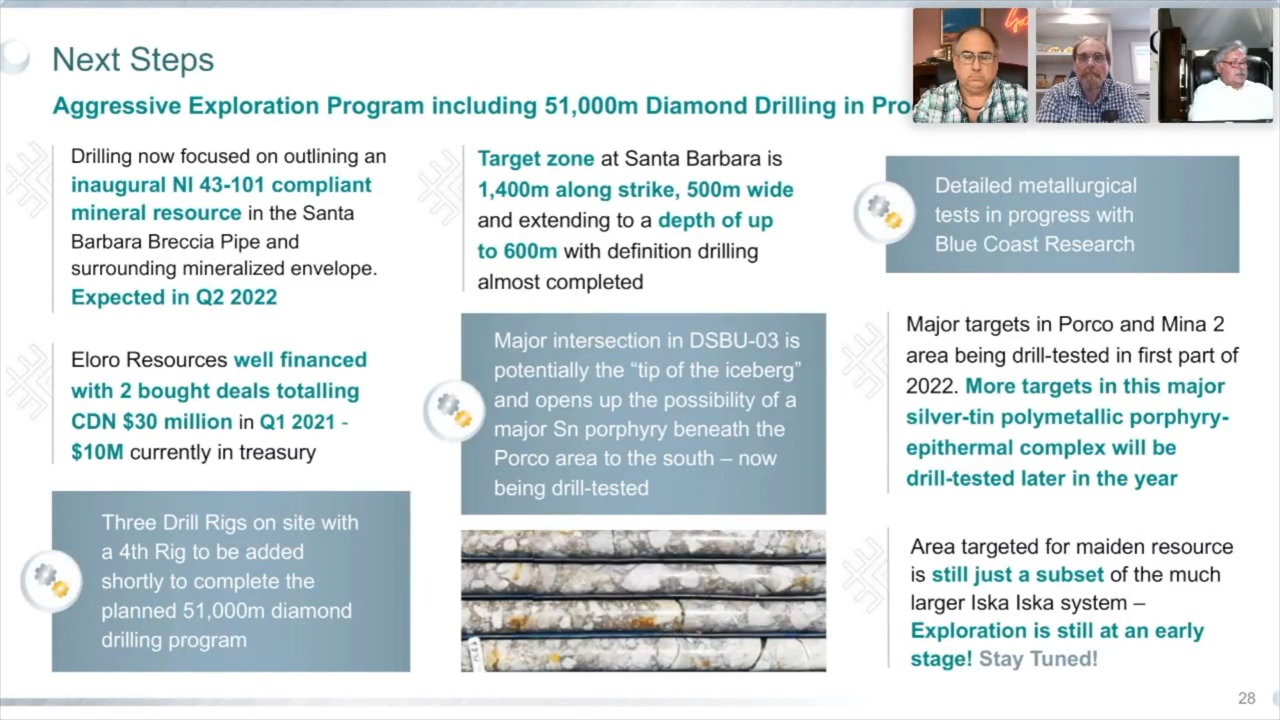 Next Steps
Aggressive Exploration Program including 51,000m Diamond Drilling in
Drilling now focused on outlining an
inaugural NI 43-101 compliant
mineral resource in the Santa
Barbara Breccia Pipe and
surrounding mineralized envelope.
Expected in Q2 2022
Eloro Resources well financed
with 2 bought deals totalling
CDN $30 million in Q1 2021 -
$10M currently in treasury
Three Drill Rigs on site with
a 4th Rig to be added
shortly to complete the
planned 51,000m diamond
drilling program
Target zone at Santa Barbara is
1,400m along strike, 500m wide
and extending to a depth of up
to 600m with definition drilling
almost completed
Major intersection in DSBU-03 is
potentially the “tip of the iceberg”
and opens up the possibility of a
major Sn porphyry beneath the
Porco area to the south – now
being drill-tested
Detailed metallurgical
tests in progress with
Blue Coast Research
Major targets in Porco and Mina 2
area being drill-tested in first part of
2022. More targets in this major
silver-tin polymetallic porphyry-
epithermal complex will be
drill-tested later in the year
Area targeted for maiden resource
is still just a subset of the much
larger Iska Iska system –
Exploration is still at an early
stage! Stay Tuned!
28